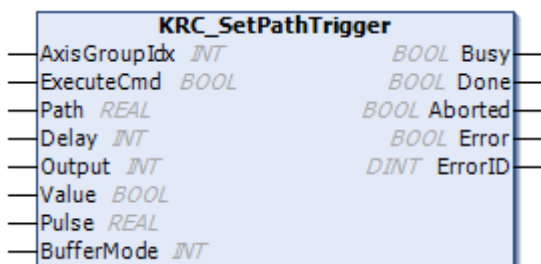 KRC_SetPathTrigger
AxisGroupIdx INT BOOL Busy
ExecuteCmd BOOL BOOL Done
Path REAL BOOL Aborted
Delay INT BOOL Error
Output INT DINT ErrorID
Value BOOL
Pulse REAL
BufferMode INT